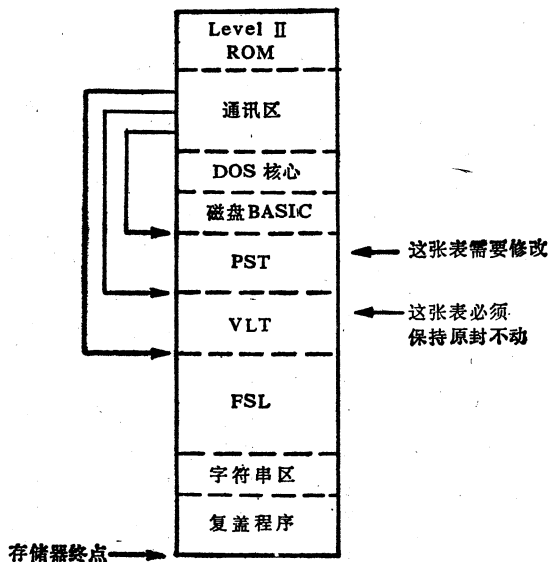 Level Ⅱ
ROM
通讯区
DOS 核心
磁盘BASIC
PST
这张表需要修改
VLT
这张表必须
保持原封不动
FSL
字符串区
复盖程序
存储器终点